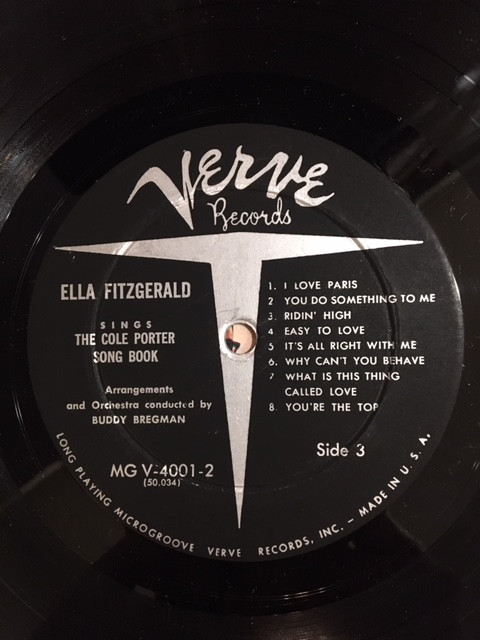 Verve
Records
ELLA FITZGERALD
SINGS
THE COLE PORTER
SONG BOOK
Arrangements
and Orchestra conducted by
BUDDY BREGMAN
MG V-4001-2
(50.034)
1. I LOVE PARIS
2 YOU DO SOMETHING TO ME
3. RIDIN' HIGH
4. EASY TO LOVE
5 IT'S ALL RIGHT WITH ME
6. WHY CAN'T YOU BEHAVE
7 WHAT IS THIS THING
CALLED LOVE
8. YOU'RE THE TOP
Side 3
LONG PLAYING MICROGROOVE VERVE RECORDS, INC. – MADE IN U. S. A.